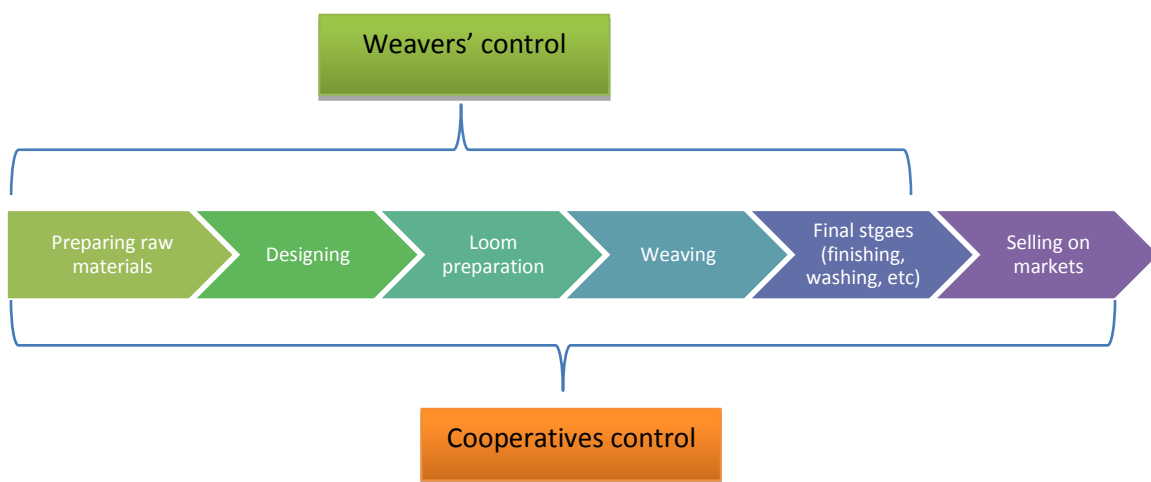 Weavers’ control
Preparing raw
materials
Designing
Loom
preparation
Weaving
Final stgaes
(finishing,
washing, etc)
Selling on
markets
Cooperatives control